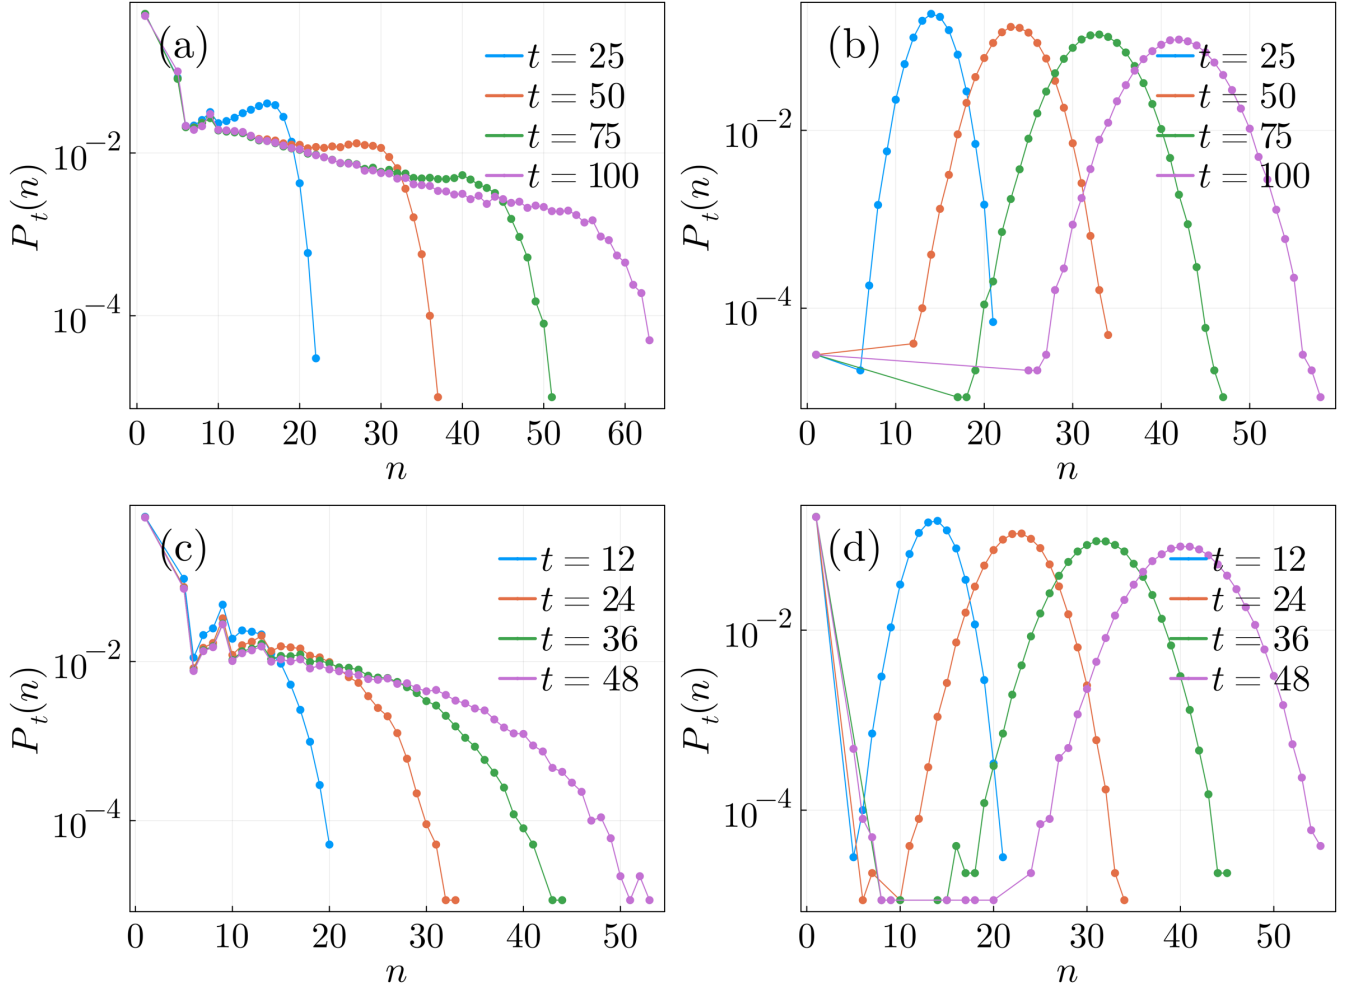 (a)
t = 25
t = 50
t = 75
t = 100
10⁻²
10⁻⁴
P_t(n)
0 10 20 30 40 50 60
n
(b)
t = 25
t = 50
t = 75
t = 100
10⁻²
10⁻⁴
P_t(n)
0 10 20 30 40 50
n
(c)
t = 12
t = 24
t = 36
t = 48
10⁻²
10⁻⁴
P_t(n)
0 10 20 30 40 50
n
(d)
t = 12
t = 24
t = 36
t = 48
10⁻²
10⁻⁴
P_t(n)
0 10 20 30 40 50
n